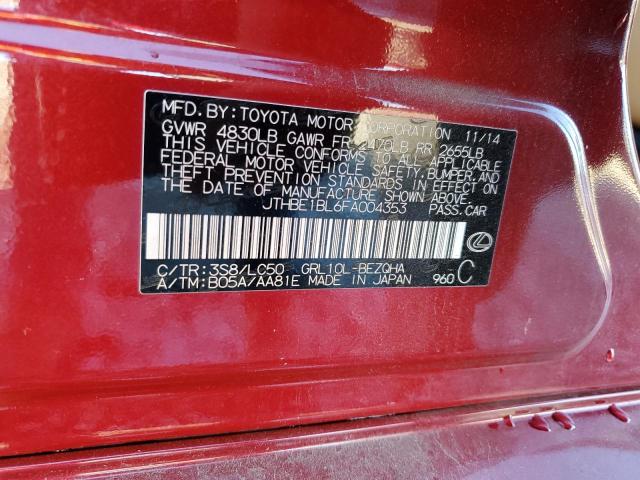 MFD. BY: TOYOTA MOTOR CORPORATION 11/14
GVWR 4830LB GAWR FR 2470LB RR 2655LB
THIS VEHICLE CONFORMS TO ALL APPLICABLE
FEDERAL MOTOR VEHICLE SAFETY, BUMPER, AND
THEFT PREVENTION STANDARDS IN EFFECT ON
THE DATE OF MANUFACTURE SHOWN ABOVE.
JTHBE1BL6FA004353 PASS.CAR
C/TR: 3S8/LC50 GRL10L-BEZQHA
A/TM: B05A/AA81E MADE IN JAPAN 960 C